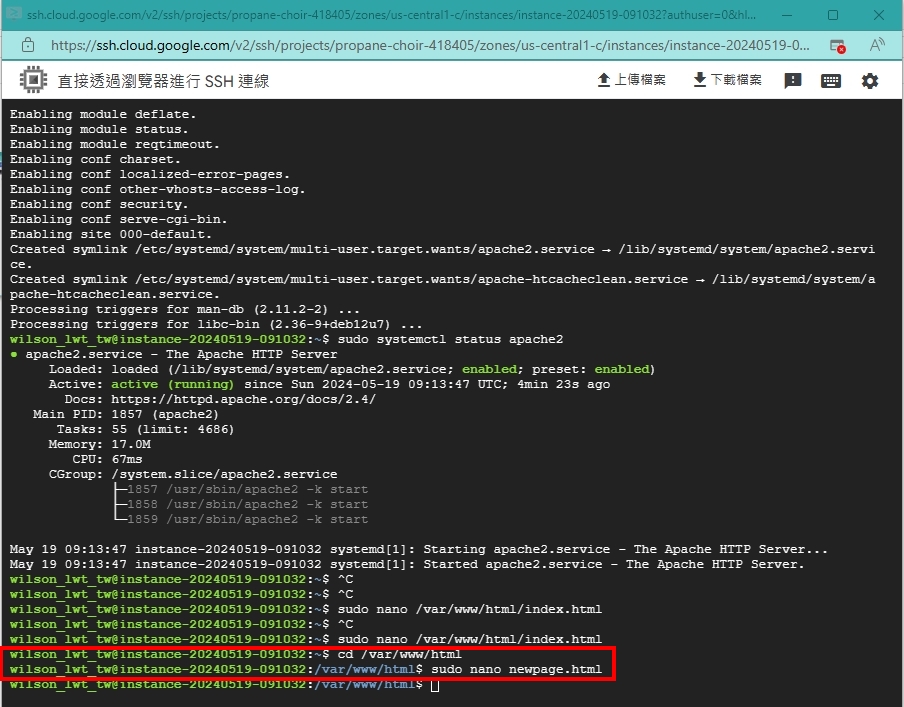 ssh.cloud.google.com/v2/ssh/projects/propane-choir-418405/zones/us-central1-c/instances/instance-20240519-091032?authuser=0&hl...
https://ssh.cloud.google.com/v2/ssh/projects/propane-choir-418405/zones/us-central1-c/instances/instance-20240519-0...
直接透過瀏覽器進行 SSH 連線
上傳檔案
下載檔案
Enabling module deflate.
Enabling module status.
Enabling module reqtimeout.
Enabling conf charset.
Enabling conf localized-error-pages.
Enabling conf other-vhosts-access-log.
Enabling conf security.
Enabling conf serve-cgi-bin.
Enabling site 000-default.
Created symlink /etc/systemd/system/multi-user.target.wants/apache2.service → /lib/systemd/system/apache2.servi
ce.
Created symlink /etc/systemd/system/multi-user.target.wants/apache-htcacheclean.service → /lib/systemd/system/a
pache-htcacheclean.service.
Processing triggers for man-db (2.11.2-2) ...
Processing triggers for libc-bin (2.36-9+deb12u7) ...
wilson_lwt_tw@instance-20240519-091032:~$ sudo systemctl status apache2
● apache2.service - The Apache HTTP Server
Loaded: loaded (/lib/systemd/system/apache2.service; enabled; preset: enabled)
Active: active (running) since Sun 2024-05-19 09:13:47 UTC; 4min 23s ago
Docs: https://httpd.apache.org/docs/2.4/
Main PID: 1857 (apache2)
Tasks: 55 (limit: 4686)
Memory: 17.0M
CPU: 67ms
CGroup: /system.slice/apache2.service
├─1857 /usr/sbin/apache2 -k start
├─1858 /usr/sbin/apache2 -k start
└─1859 /usr/sbin/apache2 -k start
May 19 09:13:47 instance-20240519-091032 systemd[1]: Starting apache2.service - The Apache HTTP Server...
May 19 09:13:47 instance-20240519-091032 systemd[1]: Started apache2.service - The Apache HTTP Server.
wilson_lwt_tw@instance-20240519-091032:~$ ^C
wilson_lwt_tw@instance-20240519-091032:~$ ^C
wilson_lwt_tw@instance-20240519-091032:~$ sudo nano /var/www/html/index.html
wilson_lwt_tw@instance-20240519-091032:~$ ^C
wilson_lwt_tw@instance-20240519-091032:~$ sudo nano /var/www/html/index.html
wilson_lwt_tw@instance-20240519-091032:~$ cd /var/www/html
wilson_lwt_tw@instance-20240519-091032:/var/www/html$ sudo nano newpage.html
wilson_lwt_tw@instance-20240519-091032:/var/www/html$